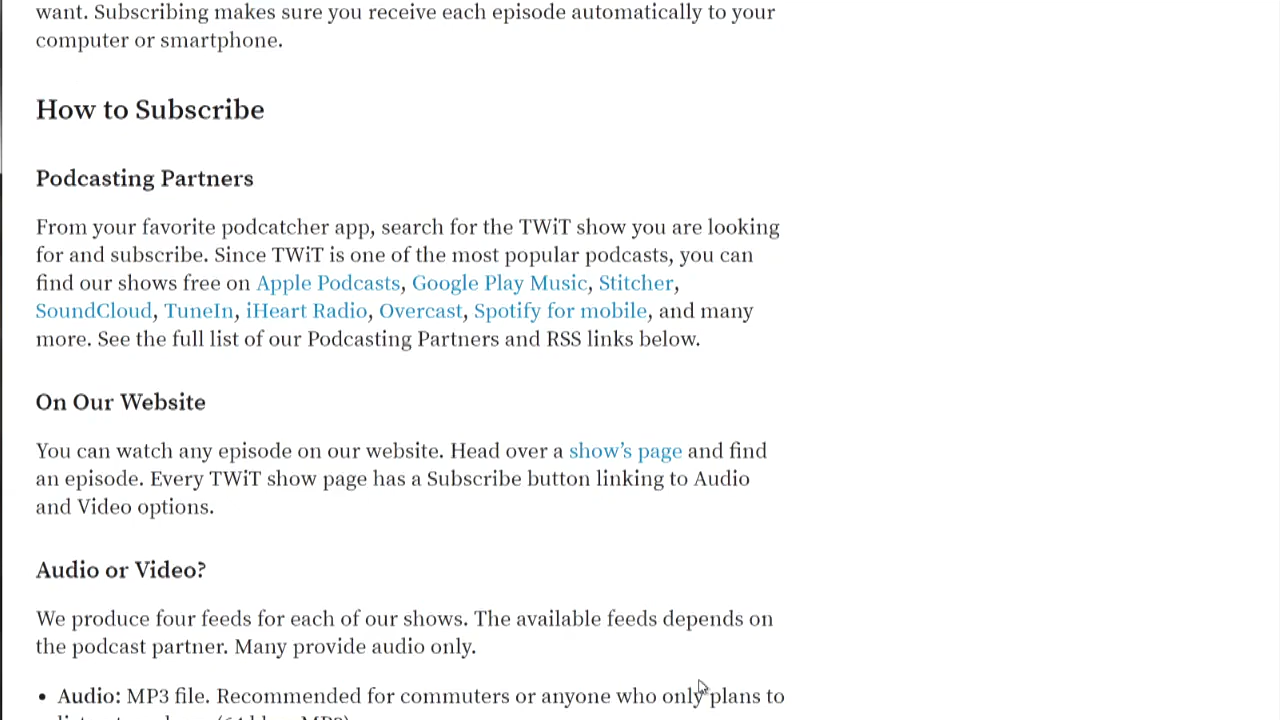 want. Subscribing makes sure you receive each episode automatically to your
computer or smartphone.
How to Subscribe
Podcasting Partners
From your favorite podcatcher app, search for the TWiT show you are looking
for and subscribe. Since TWiT is one of the most popular podcasts, you can
find our shows free on Apple Podcasts, Google Play Music, Stitcher,
SoundCloud, TuneIn, iHeart Radio, Overcast, Spotify for mobile, and many
more. See the full list of our Podcasting Partners and RSS links below.
On Our Website
You can watch any episode on our website. Head over a show’s page and find
an episode. Every TWiT show page has a Subscribe button linking to Audio
and Video options.
Audio or Video?
We produce four feeds for each of our shows. The available feeds depends on
the podcast partner. Many provide audio only.
• Audio: MP3 file. Recommended for commuters or anyone who only plans to